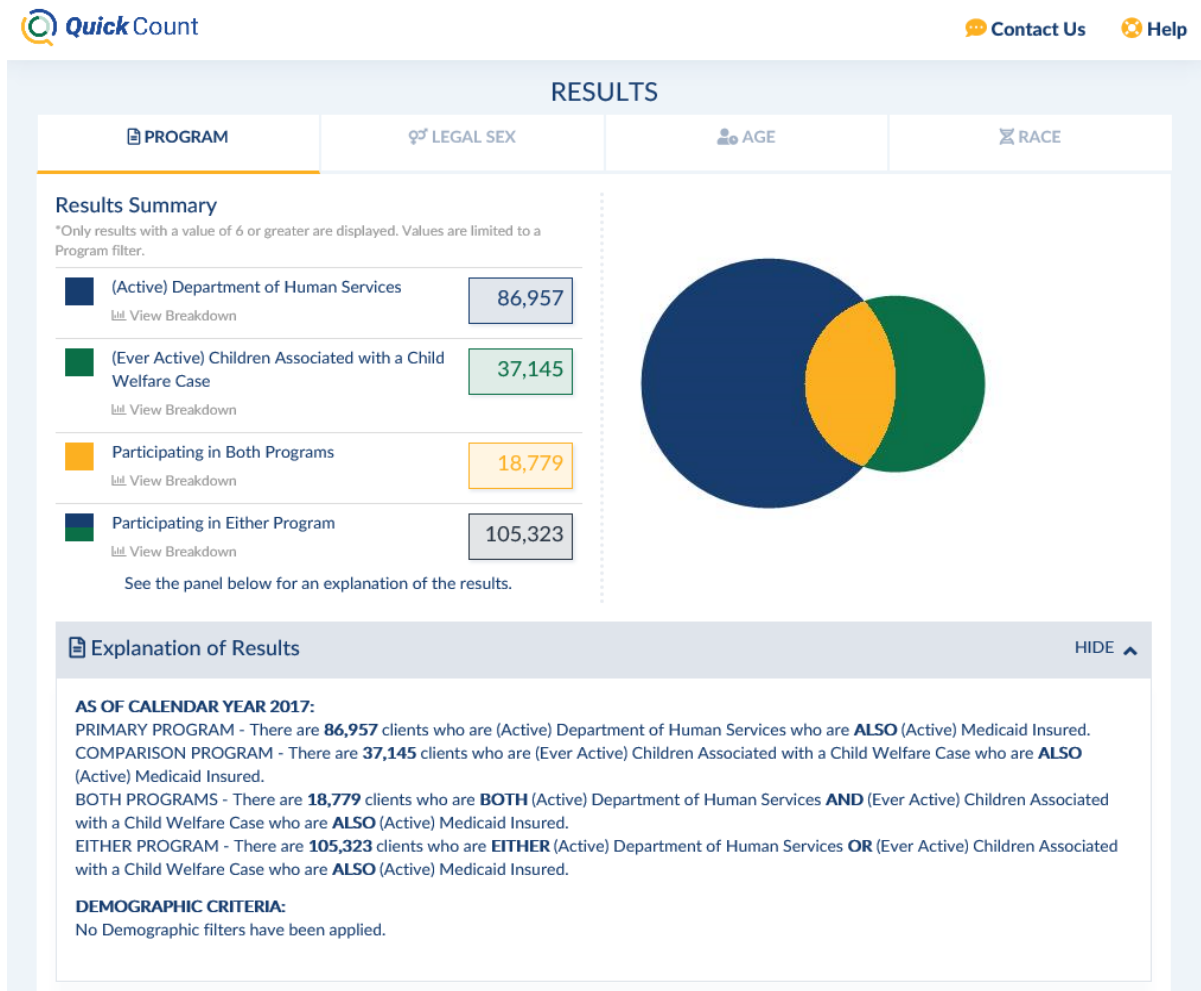 Quick Count
Contact Us
Help
RESULTS
PROGRAM
LEGAL SEX
AGE
RACE
Results Summary
*Only results with a value of 6 or greater are displayed. Values are limited to a
Program filter.
(Active) Department of Human Services
86,957
View Breakdown
(Ever Active) Children Associated with a Child
Welfare Case
37,145
View Breakdown
Participating in Both Programs
18,779
View Breakdown
Participating in Either Program
105,323
View Breakdown
See the panel below for an explanation of the results.
Explanation of Results
HIDE
AS OF CALENDAR YEAR 2017:
PRIMARY PROGRAM - There are 86,957 clients who are (Active) Department of Human Services who are ALSO (Active) Medicaid Insured.
COMPARISON PROGRAM - There are 37,145 clients who are (Ever Active) Children Associated with a Child Welfare Case who are ALSO
(Active) Medicaid Insured.
BOTH PROGRAMS - There are 18,779 clients who are BOTH (Active) Department of Human Services AND (Ever Active) Children Associated
with a Child Welfare Case who are ALSO (Active) Medicaid Insured.
EITHER PROGRAM - There are 105,323 clients who are EITHER (Active) Department of Human Services OR (Ever Active) Children Associated
with a Child Welfare Case who are ALSO (Active) Medicaid Insured.
DEMOGRAPHIC CRITERIA:
No Demographic filters have been applied.